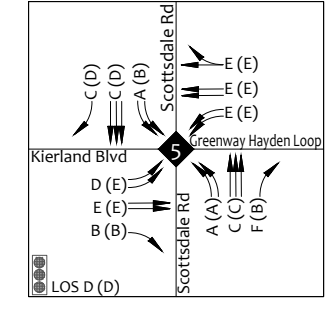 Scottsdale Rd
C (D)
C (D)
A (B)
E (E)
E (E)
E (E)
Kierland Blvd
5
Greenway Hayden Loop
D (E)
E (E)
B (B)
Scottsdale Rd
A (A)
C (C)
F (B)
LOS D (D)